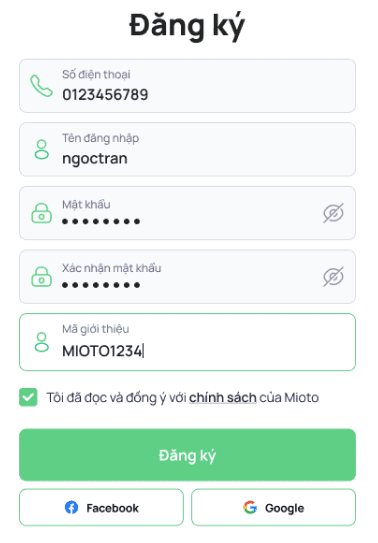 Đăng ký
Số điện thoại
0123456789
Tên đăng nhập
ngoctran
Mật khẩu
••••••••
Xác nhận mật khẩu
••••••••
Mã giới thiệu
MIOTO1234
Tôi đã đọc và đồng ý với chính sách của Mioto
Đăng ký
Facebook
Google